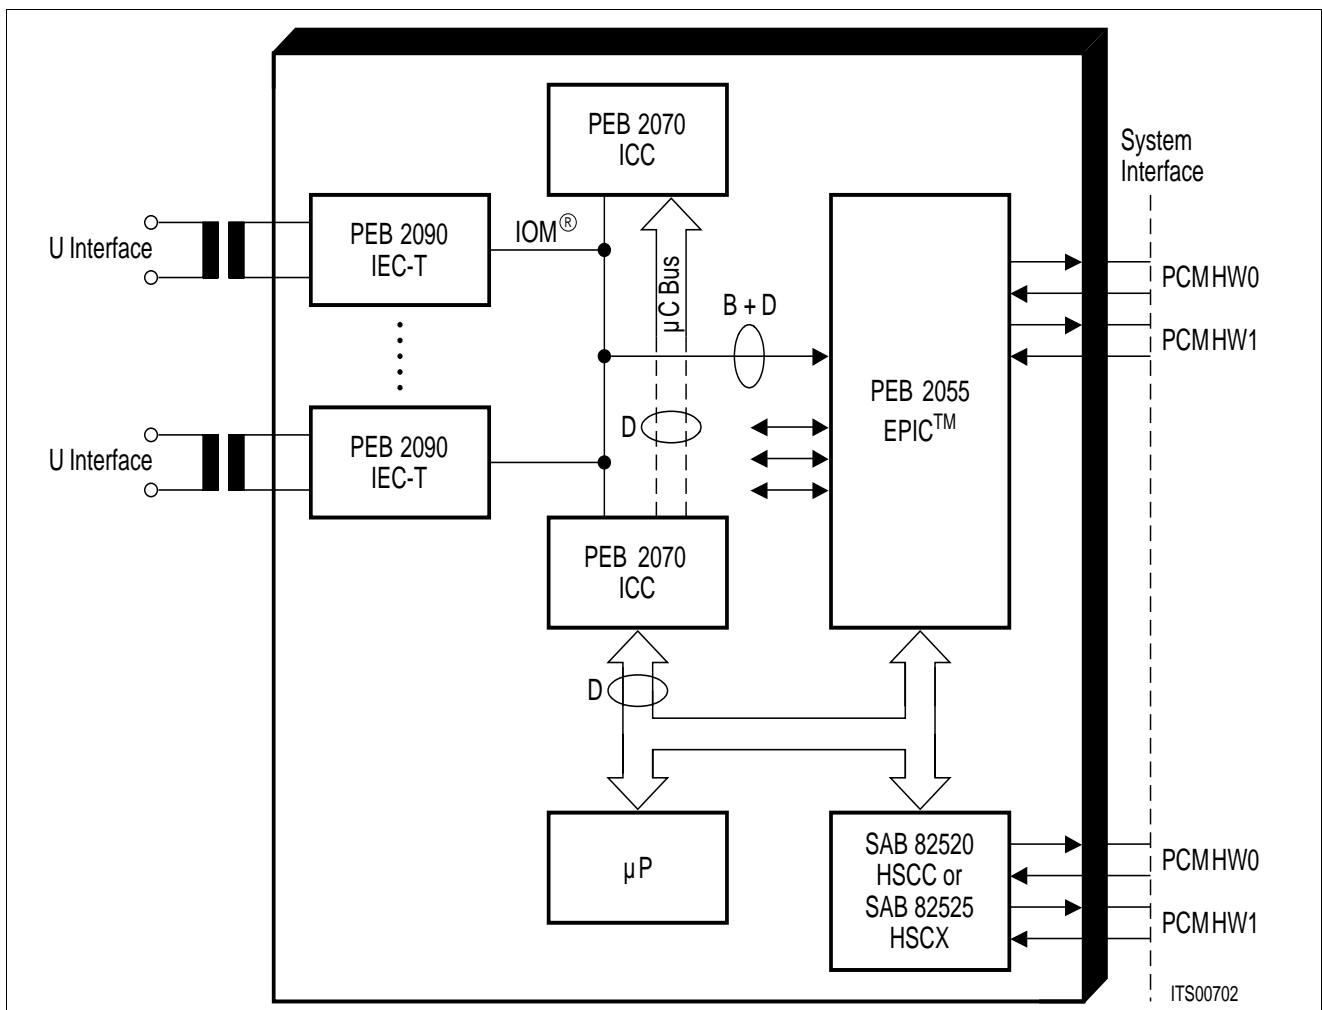 PEB 2070
ICC
System
Interface
U Interface
PEB 2090
IEC-T
IOM®
µC Bus
B + D
PCMHW0
PCMHW1
PEB 2055
EPIC™
D
U Interface
PEB 2090
IEC-T
PEB 2070
ICC
D
µP
SAB 82520
HSCC or
SAB 82525
HSCX
PCMHW0
PCMHW1
ITS00702